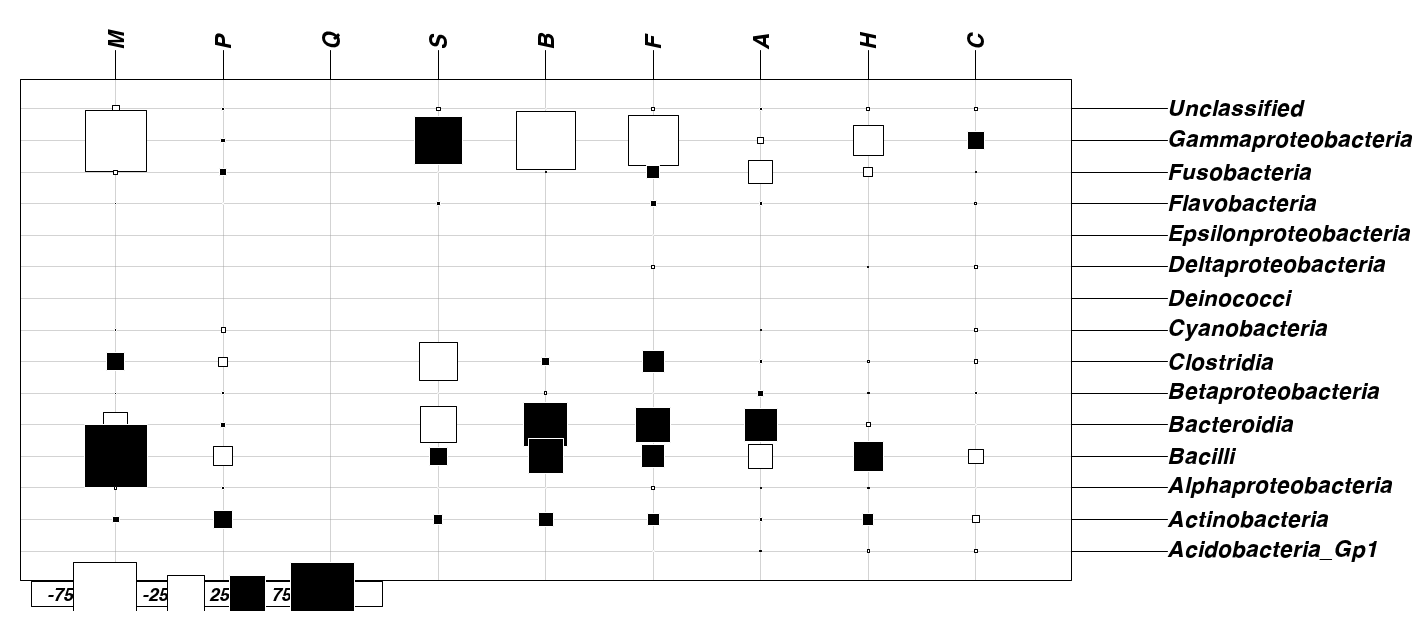 M P Q S B F A H C
Unclassified
Gammaproteobacteria
Fusobacteria
Flavobacteria
Epsilonproteobacteria
Deltaproteobacteria
Deinococci
Cyanobacteria
Clostridia
Betaproteobacteria
Bacteroidia
Bacilli
Alphaproteobacteria
Actinobacteria
Acidobacteria_Gp1
-75 -25 25 75